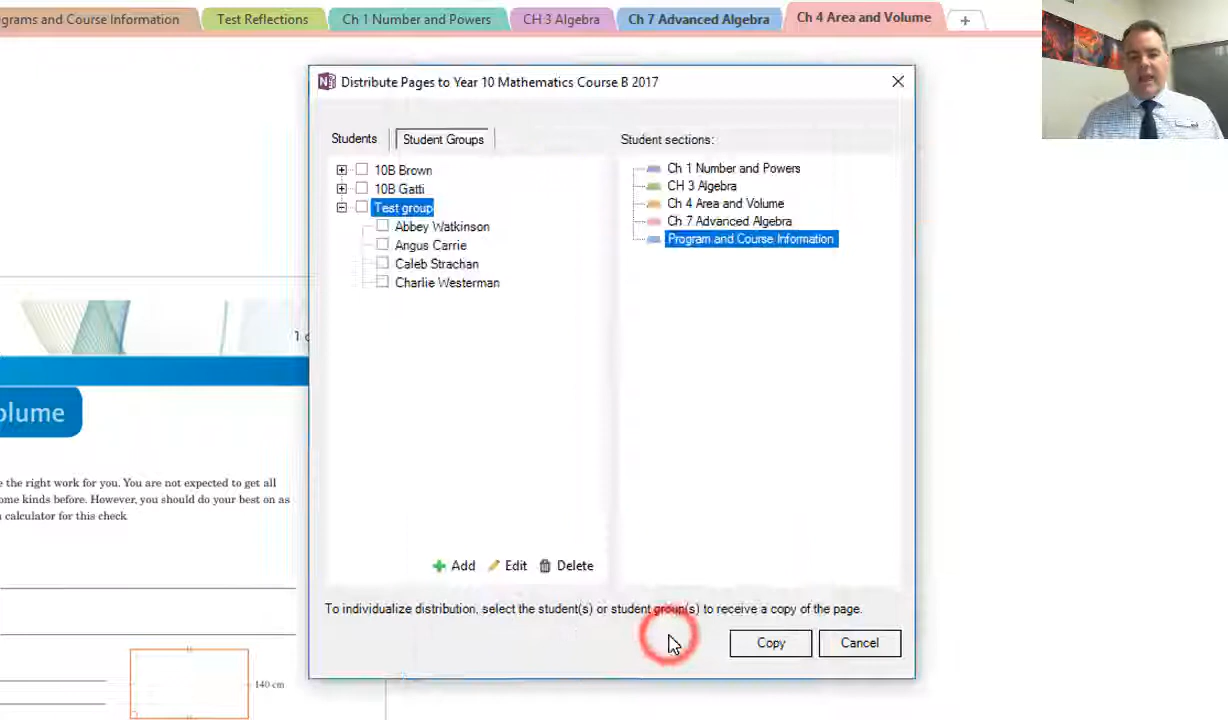 grams and Course Information
Test Reflections
Ch 1 Number and Powers
CH 3 Algebra
Ch 7 Advanced Algebra
Ch 4 Area and Volume
+
Distribute Pages to Year 10 Mathematics Course B 2017
Students
Student Groups
10B Brown
10B Gatti
Test group
Abbey Watkinson
Angus Carrie
Caleb Strachan
Charlie Westerman
Student sections:
Ch 1 Number and Powers
CH 3 Algebra
Ch 4 Area and Volume
Ch 7 Advanced Algebra
Program and Course Information
1 o
olume
e the right work for you. You are not expected to get all
ome kinds before. However, you should do your best on as
a calculator for this check
140 cm
Add
Edit
Delete
To individualize distribution, select the student(s) or student group(s) to receive a copy of the page.
Copy
Cancel